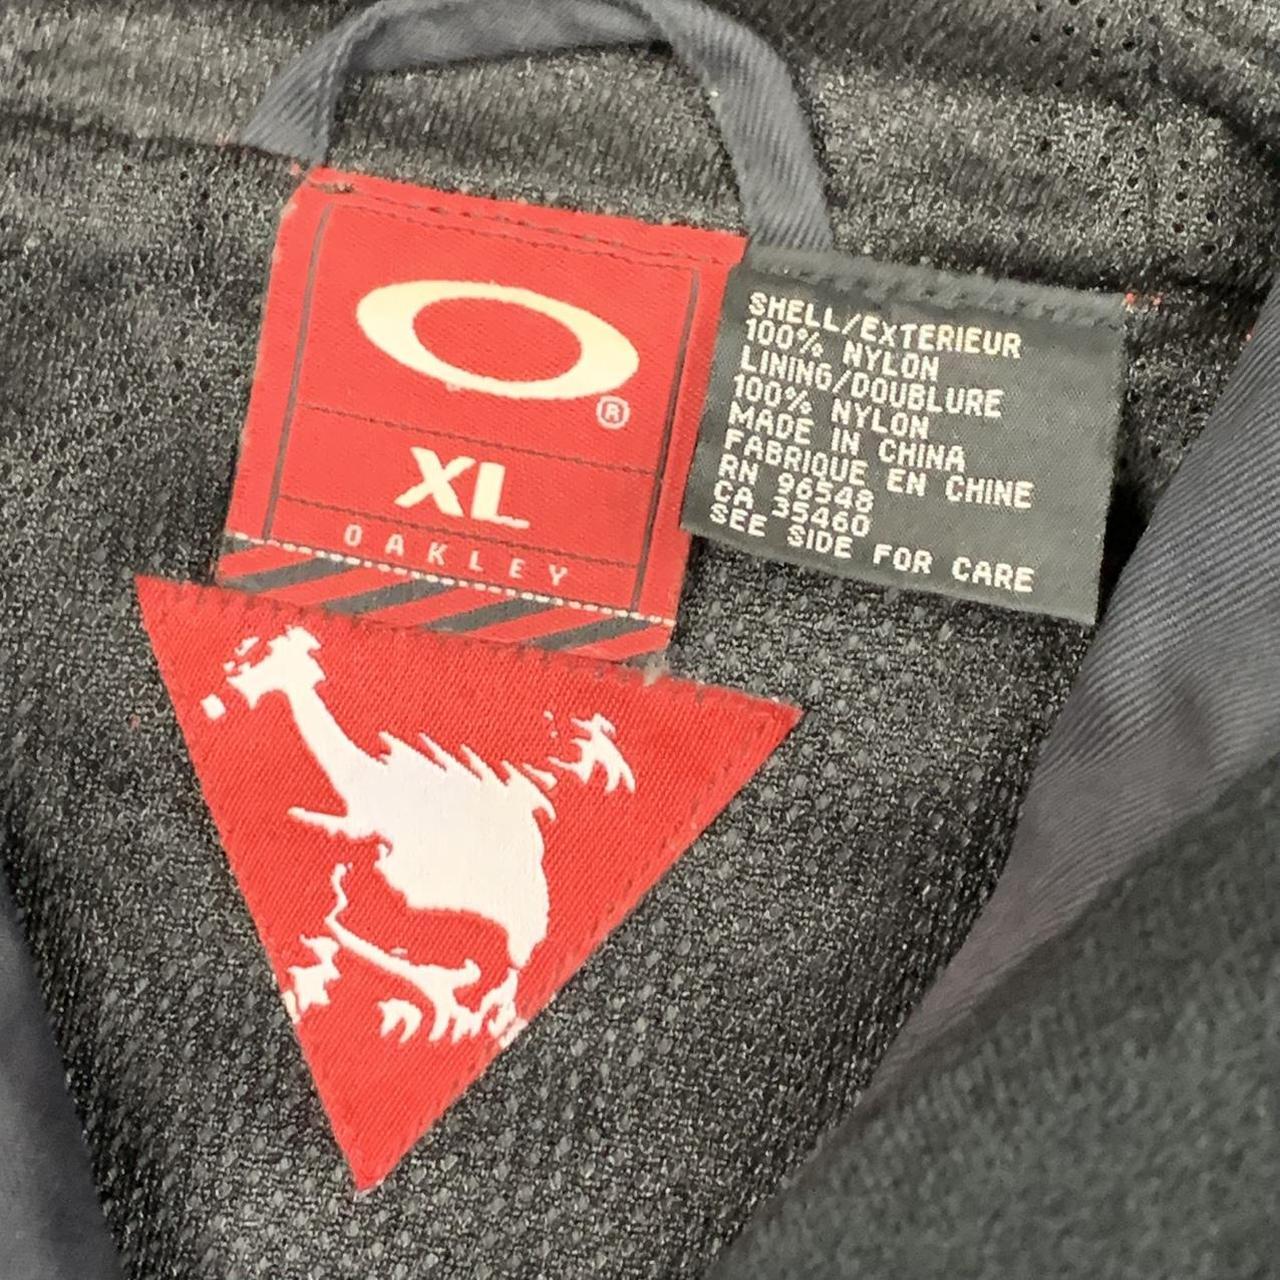 ®
XL
OAKLEY
SHELL/EXTERIEUR
100% NYLON
LINING/DOUBLURE
100% NYLON
MADE IN CHINA
FABRIQUE EN CHINE
RN 96548
CA 35460
SEE SIDE FOR CARE